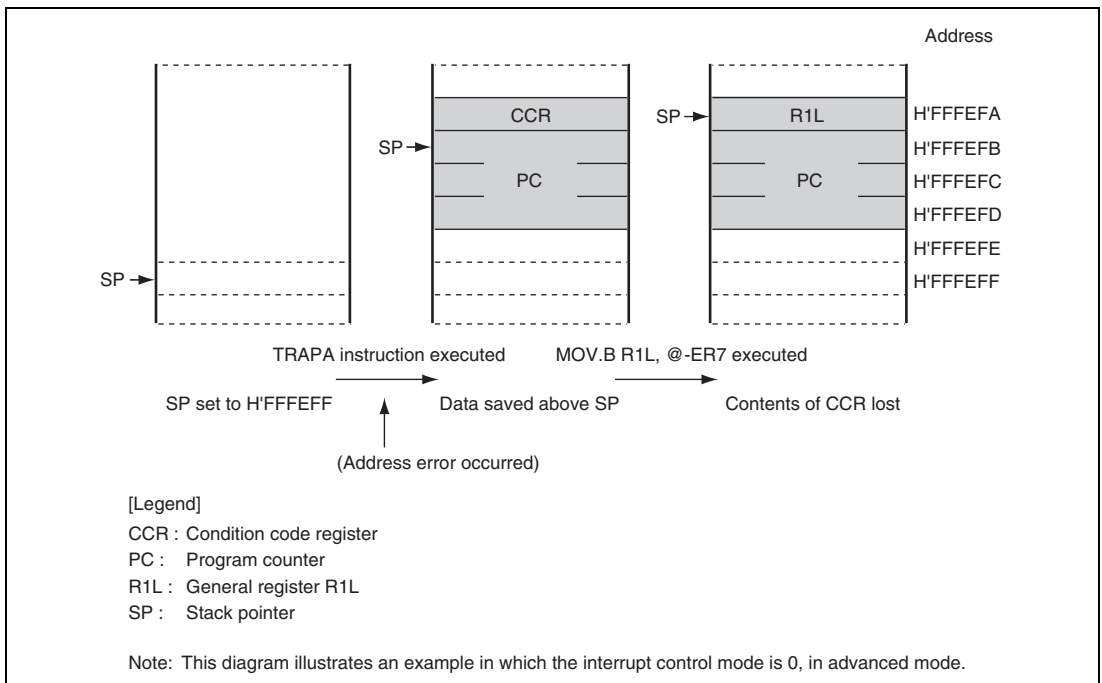 Address
CCR
SP
R1L
H'FFFEFA
SP
H'FFFEFB
PC
PC
H'FFFEFC
H'FFFEFD
H'FFFEFE
SP
H'FFFEFF
TRAPA instruction executed
MOV.B R1L, @-ER7 executed
SP set to H'FFFEFF
Data saved above SP
Contents of CCR lost
(Address error occurred)
[Legend]
CCR : Condition code register
PC : Program counter
R1L : General register R1L
SP : Stack pointer
Note: This diagram illustrates an example in which the interrupt control mode is 0, in advanced mode.